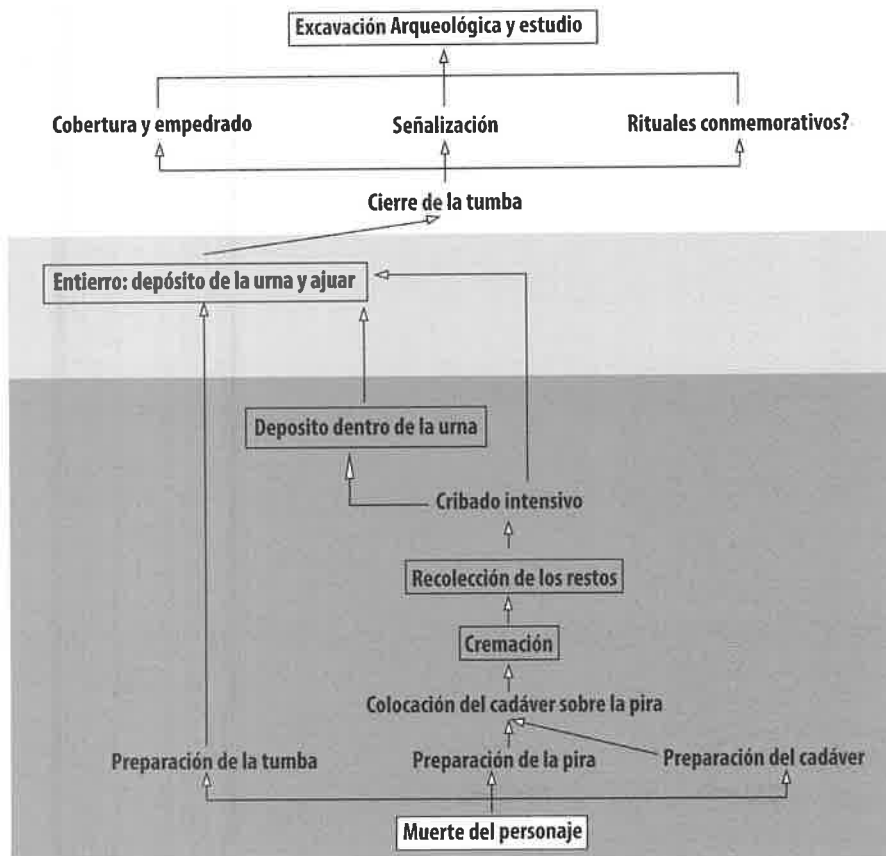 Excavación Arqueológica y estudio
Cobertura y empedrado
Señalización
Rituales conmemorativos?
Cierre de la tumba
Entierro: depósito de la urna y ajuar
Deposito dentro de la urna
Cribado intensivo
Recolección de los restos
Cremación
Colocación del cadáver sobre la pira
Preparación de la tumba
Preparación de la pira
Preparación del cadáver
Muerte del personaje